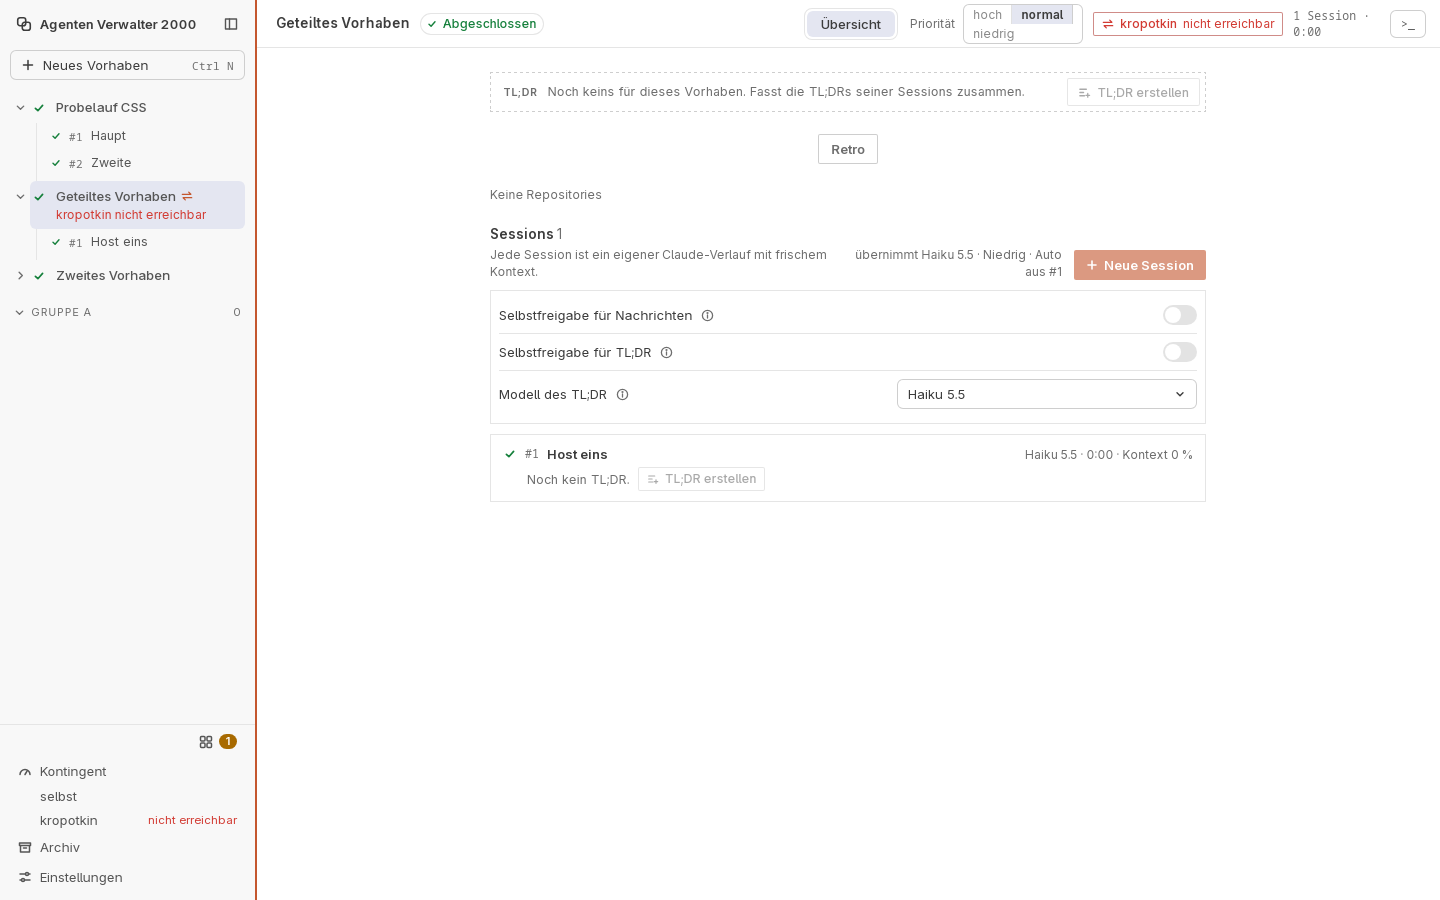 Agenten Verwalter 2000
Neues Vorhaben Ctrl N
Probelauf CSS
#1 Haupt
#2 Zweite
Geteiltes Vorhaben
kropotkin nicht erreichbar
#1 Host eins
Zweites Vorhaben
GRUPPE A 0
1
Kontingent
selbst
kropotkin nicht erreichbar
Archiv
Einstellungen
Geteiltes Vorhaben Abgeschlossen
Übersicht Priorität hoch normal
niedrig
kropotkin nicht erreichbar
1 Session ·
0:00
>_
TL;DR Noch keins für dieses Vorhaben. Fasst die TL;DRs seiner Sessions zusammen. TL;DR erstellen
Retro
Keine Repositories
Sessions 1
Jede Session ist ein eigener Claude-Verlauf mit frischem
Kontext.
übernimmt Haiku 5.5 · Niedrig · Auto
aus #1
Neue Session
Selbstfreigabe für Nachrichten
Selbstfreigabe für TL;DR
Modell des TL;DR Haiku 5.5
#1 Host eins Haiku 5.5 · 0:00 · Kontext 0 %
Noch kein TL;DR. TL;DR erstellen